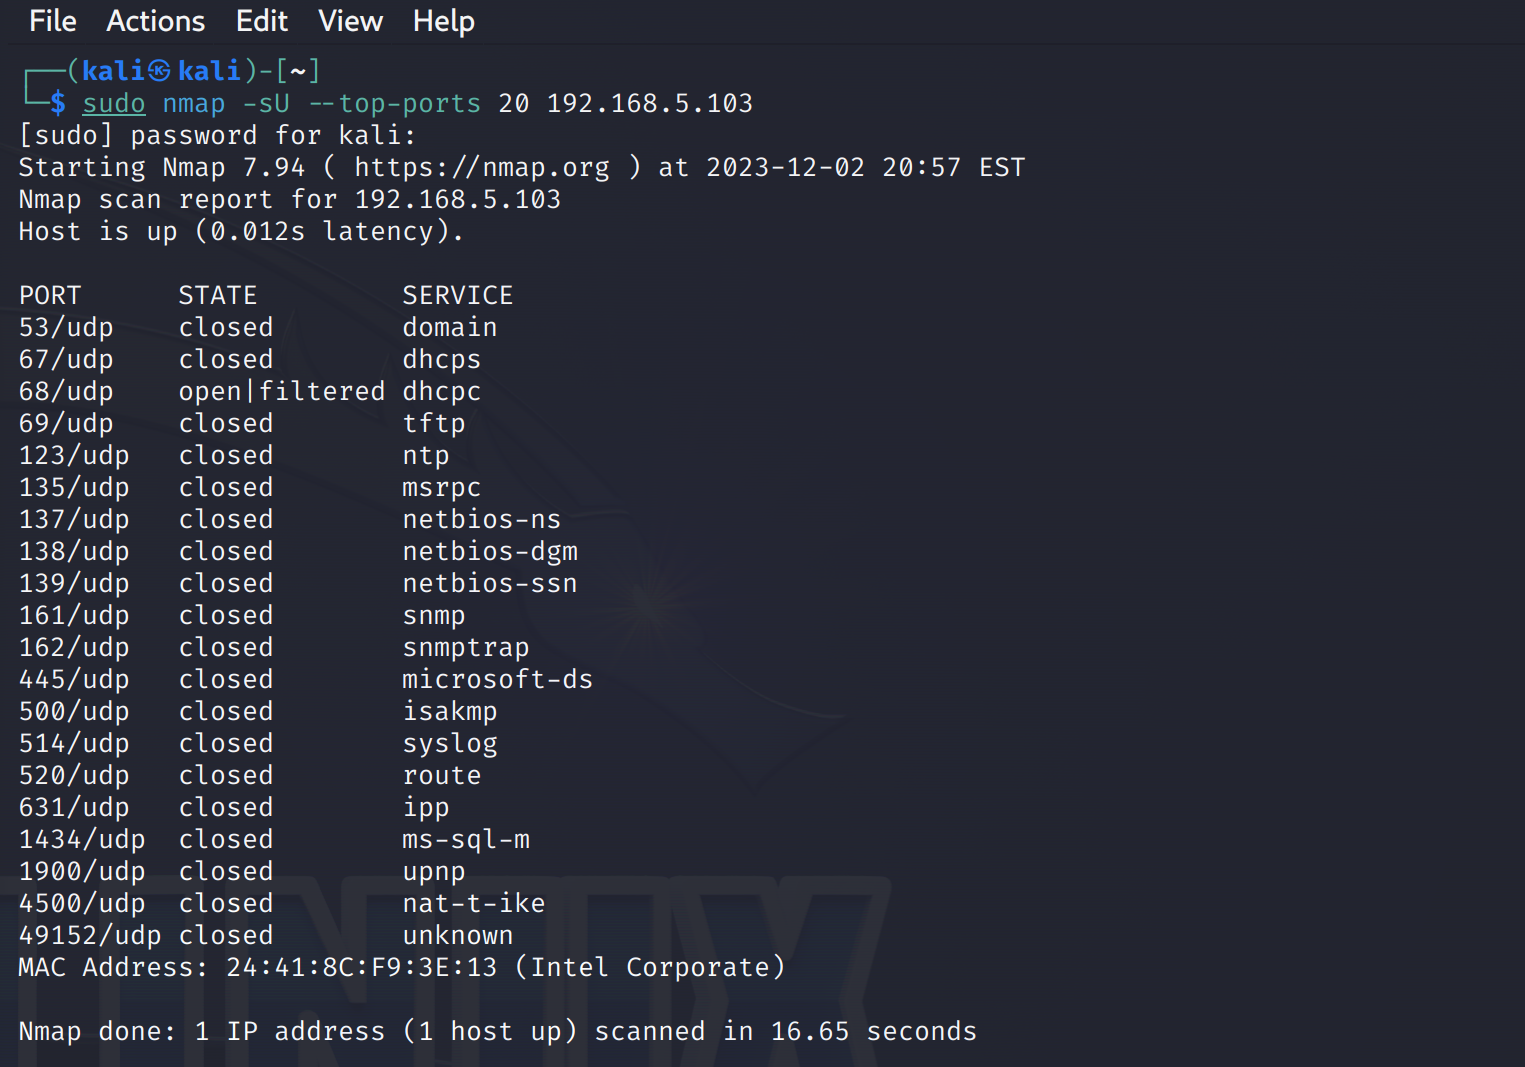 File Actions Edit View Help
┌──(kali㉿kali)-[~]
└─$ sudo nmap -sU --top-ports 20 192.168.5.103
[sudo] password for kali:
Starting Nmap 7.94 ( https://nmap.org ) at 2023-12-02 20:57 EST
Nmap scan report for 192.168.5.103
Host is up (0.012s latency).
PORT      STATE         SERVICE
53/udp    closed        domain
67/udp    closed        dhcps
68/udp    open|filtered dhcpc
69/udp    closed        tftp
123/udp   closed        ntp
135/udp   closed        msrpc
137/udp   closed        netbios-ns
138/udp   closed        netbios-dgm
139/udp   closed        netbios-ssn
161/udp   closed        snmp
162/udp   closed        snmptrap
445/udp   closed        microsoft-ds
500/udp   closed        isakmp
514/udp   closed        syslog
520/udp   closed        route
631/udp   closed        ipp
1434/udp  closed        ms-sql-m
1900/udp  closed        upnp
4500/udp  closed        nat-t-ike
49152/udp closed        unknown
MAC Address: 24:41:8C:F9:3E:13 (Intel Corporate)
Nmap done: 1 IP address (1 host up) scanned in 16.65 seconds